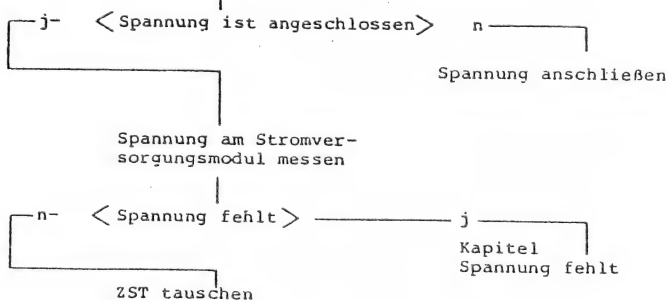 j- < Spannung ist angeschlossen > n
Spannung anschließen
Spannung am Stromver-
sorgungsmodul messen
n- < Spannung fehlt > j
Kapitel
Spannung fehlt
ZST tauschen